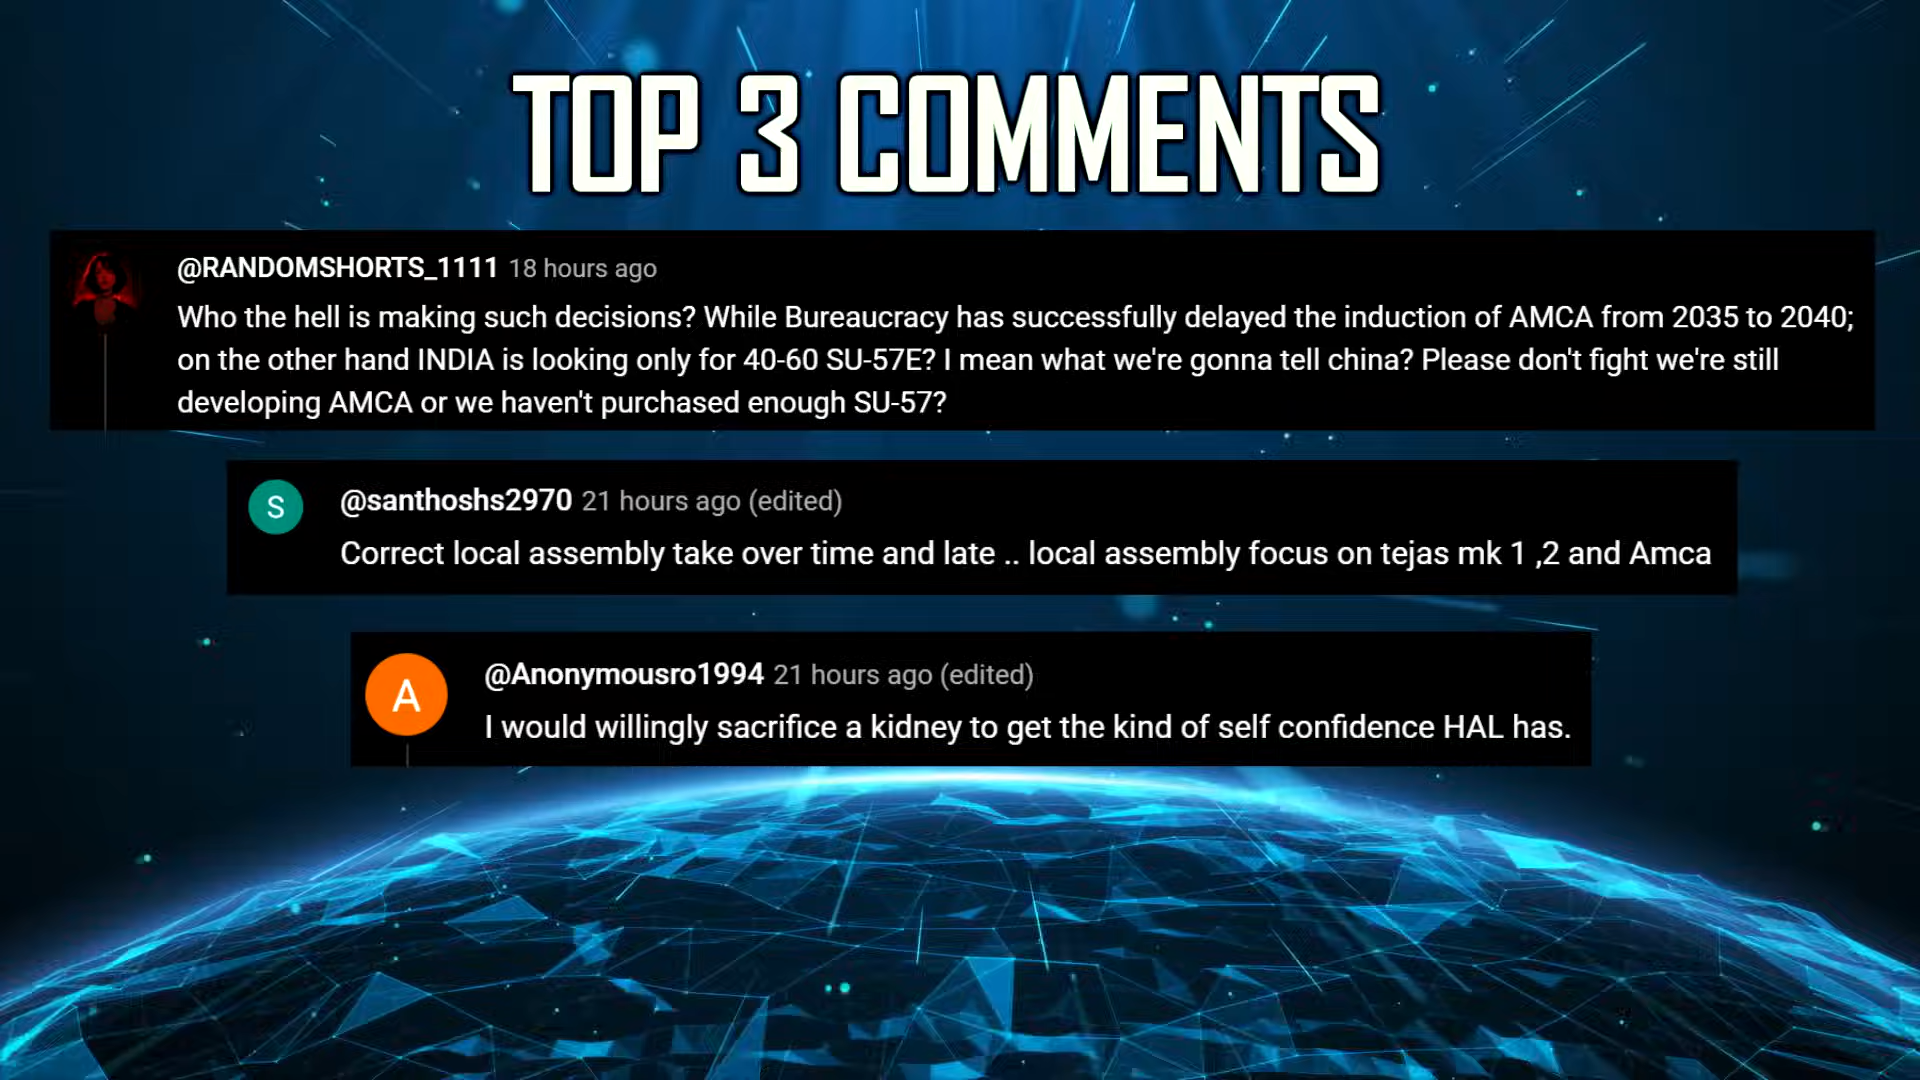 TOP 3 COMMENTS
@RANDOMSHORTS_1111 18 hours ago
Who the hell is making such decisions? While Bureaucracy has successfully delayed the induction of AMCA from 2035 to 2040;
on the other hand INDIA is looking only for 40-60 SU-57E? I mean what we're gonna tell china? Please don't fight we're still
developing AMCA or we haven't purchased enough SU-57?
S
@santhoshs2970 21 hours ago (edited)
Correct local assembly take over time and late .. local assembly focus on tejas mk 1 ,2 and Amca
A
@Anonymousro1994 21 hours ago (edited)
I would willingly sacrifice a kidney to get the kind of self confidence HAL has.